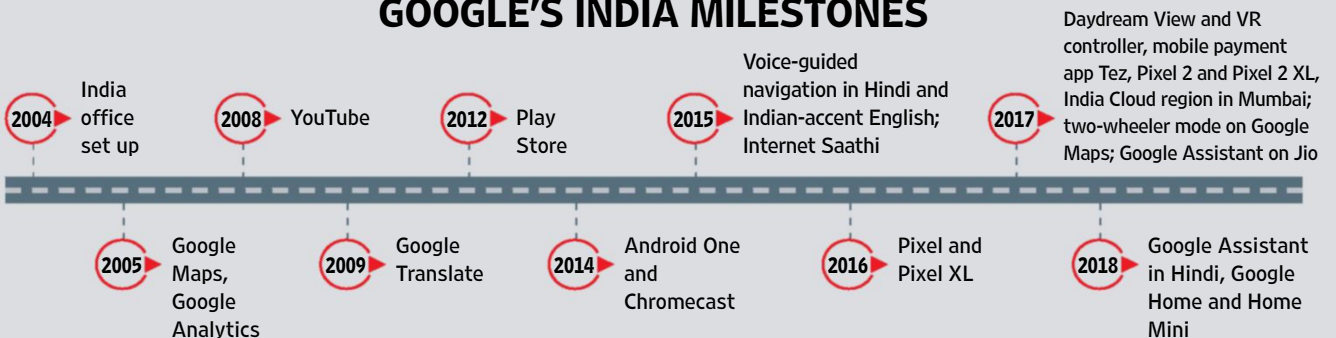 GOOGLE'S INDIA MILESTONES
2004
India
office
set up
2005
Google
Maps,
Google
Analytics
2008
YouTube
2009
Google
Translate
2012
Play
Store
2014
Android One
and
Chromecast
2015
Voice-guided
navigation in Hindi and
Indian-accent English;
Internet Saathi
2016
Pixel and
Pixel XL
2017
Daydream View and VR
controller, mobile payment
app Tez, Pixel 2 and Pixel 2 XL,
India Cloud region in Mumbai;
two-wheeler mode on Google
Maps; Google Assistant on Jio
2018
Google Assistant
in Hindi, Google
Home and Home
Mini